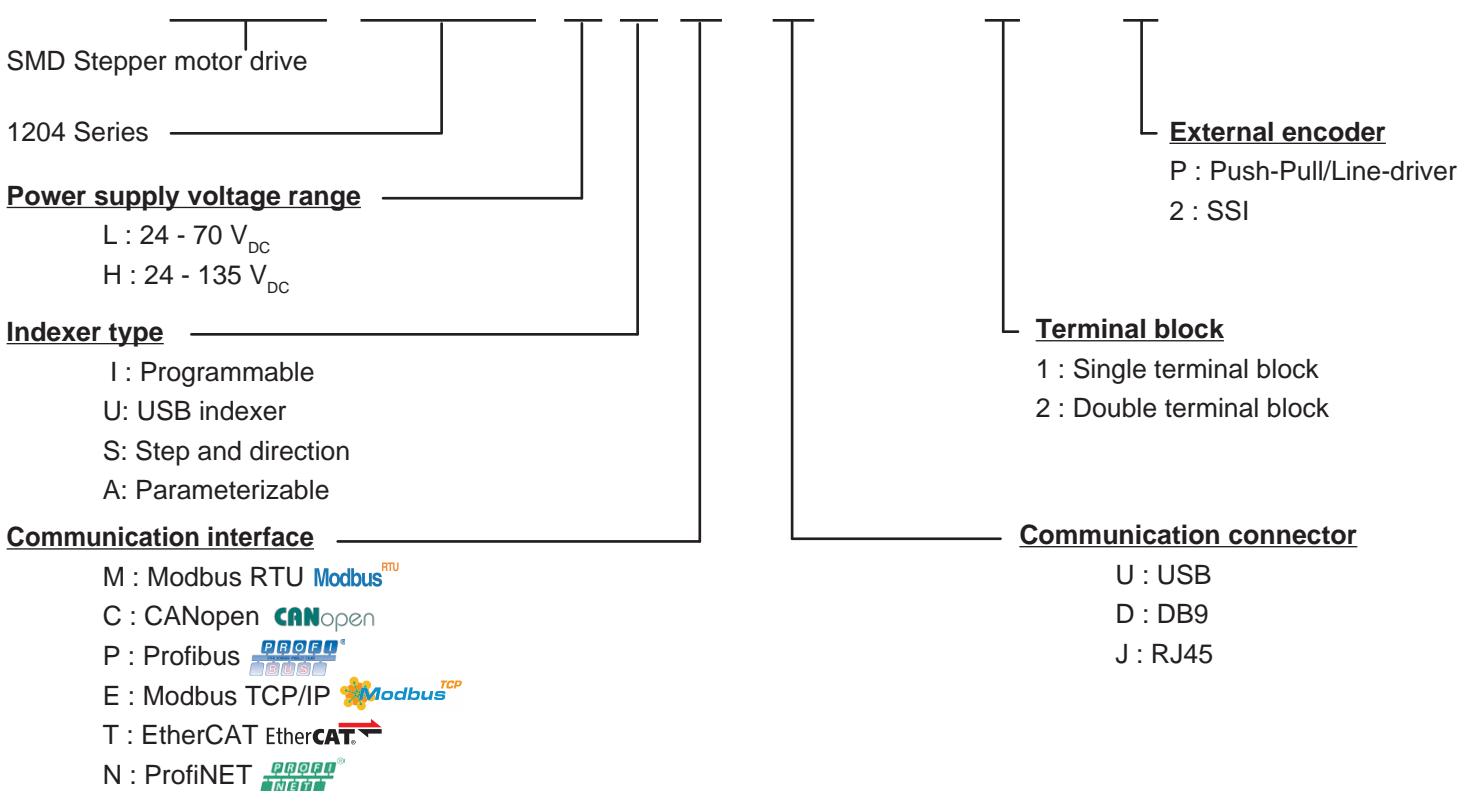 SMD Stepper motor drive
1204 Series
Power supply voltage range
L : 24 - 70 VDC
H : 24 - 135 VDC
Indexer type
I : Programmable
U: USB indexer
S: Step and direction
A: Parameterizable
Communication interface
M : Modbus RTU Modbus RTU
C : CANopen CANopen
P : Profibus PROFI BUS
E : Modbus TCP/IP Modbus TCP
T : EtherCAT EtherCAT®
N : ProfiNET PROFI NET ®
External encoder
P : Push-Pull/Line-driver
2 : SSI
Terminal block
1 : Single terminal block
2 : Double terminal block
Communication connector
U : USB
D : DB9
J : RJ45